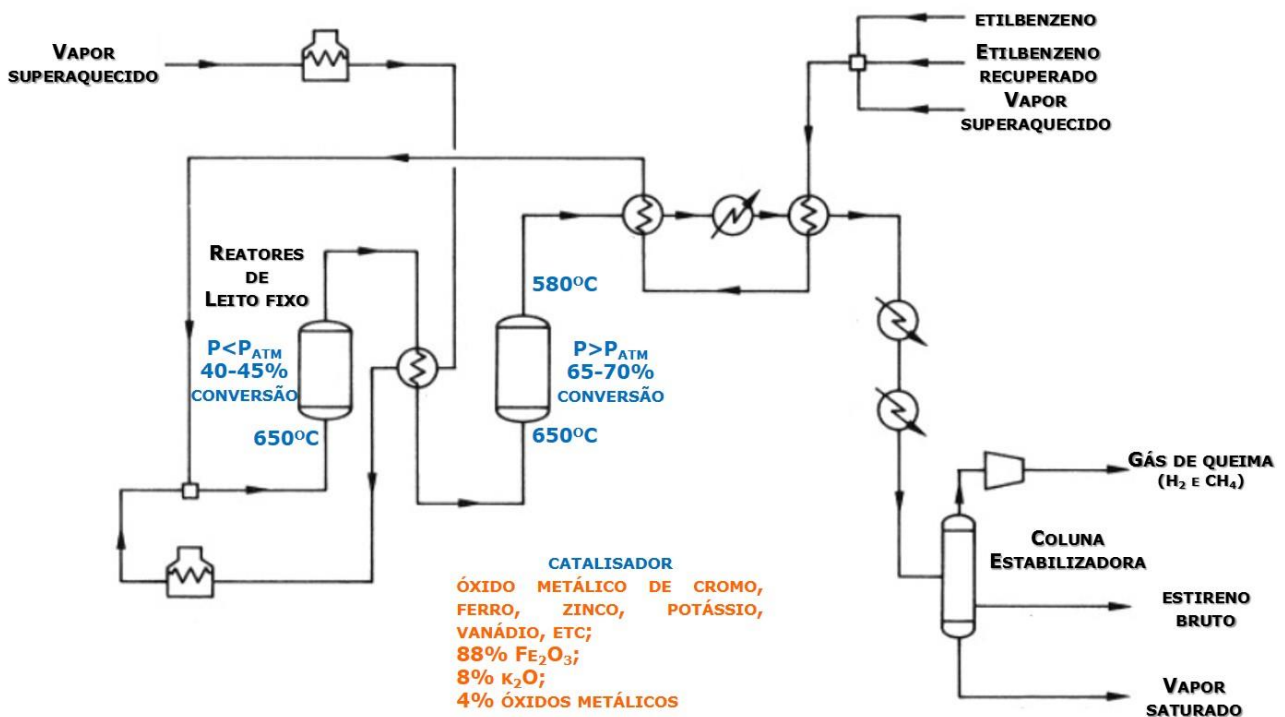 VAPOR
SUPERAQUECIDO
ETILBENZENO
ETILBENZENO
RECUPERADO
VAPOR
SUPERAQUECIDO
REATORES
DE
LEITO FIXO
580ºC
P<PATM
40-45%
CONVERSÃO
P>PATM
65-70%
CONVERSÃO
650ºC
650ºC
GÁS DE QUEIMA
(H2 E CH4)
COLUNA
ESTABILIZADORA
ESTIRENO
BRUTO
VAPOR
SATURADO
CATALISADOR
ÓXIDO METÁLICO DE CROMO,
FERRO, ZINCO, POTÁSSIO,
VANÁDIO, ETC;
88% FE2O3;
8% K2O;
4% ÓXIDOS METÁLICOS